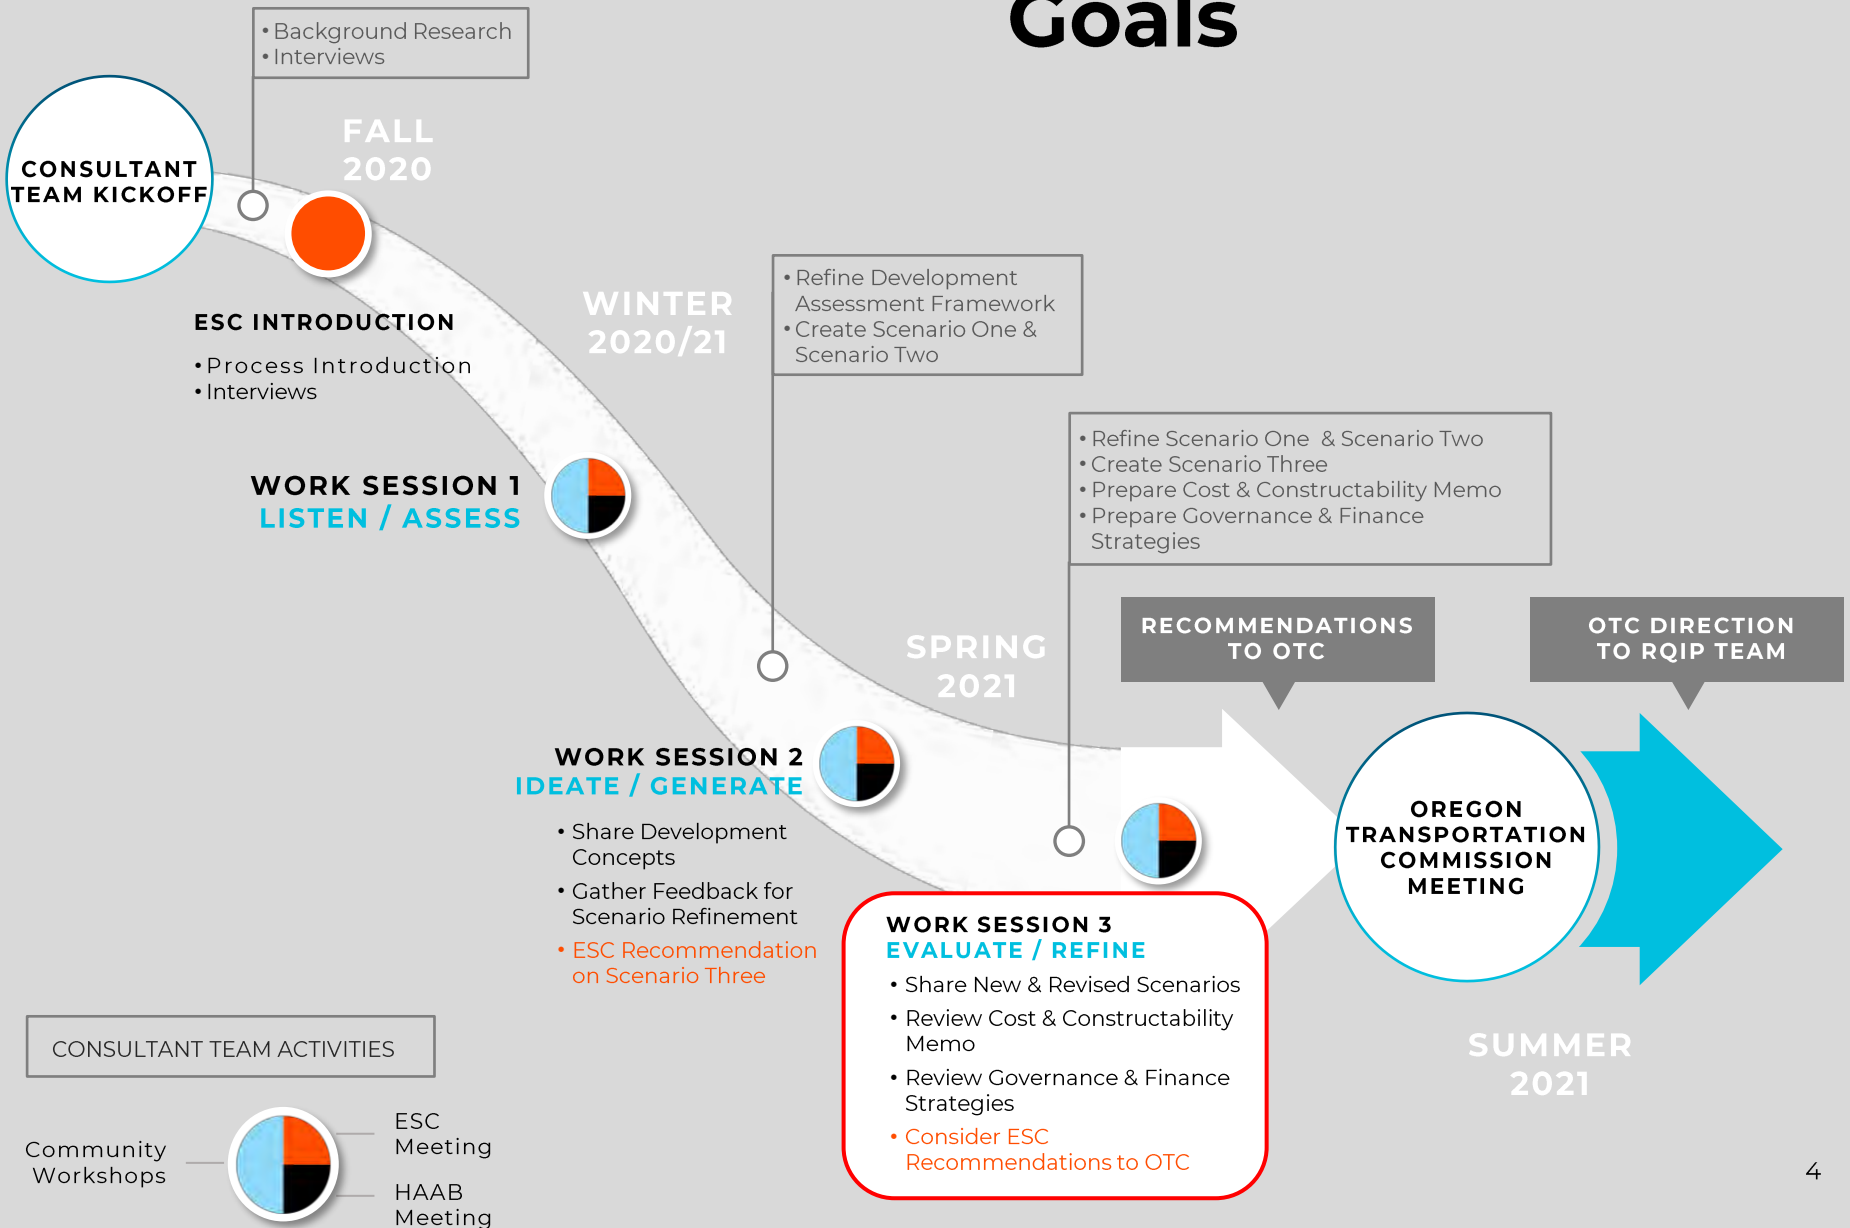 Goals
• Background Research
• Interviews
FALL
2020
CONSULTANT
TEAM KICKOFF
ESC INTRODUCTION
• Process Introduction
• Interviews
WINTER
2020/21
• Refine Development
Assessment Framework
• Create Scenario One &
Scenario Two
WORK SESSION 1
LISTEN / ASSESS
• Refine Scenario One & Scenario Two
• Create Scenario Three
• Prepare Cost & Constructability Memo
• Prepare Governance & Finance
Strategies
SPRING
2021
RECOMMENDATIONS
TO OTC
OTC DIRECTION
TO RQIP TEAM
WORK SESSION 2
IDEATE / GENERATE
• Share Development
Concepts
• Gather Feedback for
Scenario Refinement
• ESC Recommendation
on Scenario Three
OREGON
TRANSPORTATION
COMMISSION
MEETING
WORK SESSION 3
EVALUATE / REFINE
• Share New & Revised Scenarios
• Review Cost & Constructability
Memo
• Review Governance & Finance
Strategies
• Consider ESC
Recommendations to OTC
SUMMER
2021
CONSULTANT TEAM ACTIVITIES
Community
Workshops
ESC
Meeting
HAAB
Meeting
4